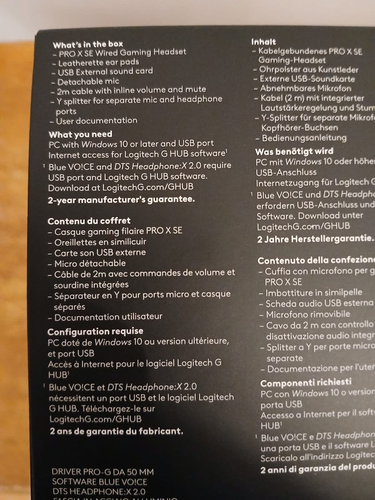 What's in the box
– PRO X SE Wired Gaming Headset
– Leatherette ear pads
– USB External sound card
– Detachable mic
– 2m cable with inline volume and mute
– Y splitter for separate mic and headphone
ports
– User documentation
What you need
PC with Windows 10 or later and USB port
Internet access for Logitech G HUB software¹
¹ Blue VO!CE and DTS Headphone:X 2.0 require
USB port and Logitech G HUB software.
Download at LogitechG.com/GHUB
2-year manufacturer's guarantee.
Contenu du coffret
– Casque gaming filaire PRO X SE
– Oreillettes en similicuir
– Carte son USB externe
– Micro détachable
– Câble de 2m avec commandes de volume et
sourdine intégrées
– Séparateur en Y pour ports micro et casque
séparés
– Documentation utilisateur
Configuration requise
PC doté de Windows 10 ou version ultérieure,
et port USB
Accès à Internet pour le logiciel Logitech G
HUB¹
¹ Blue VO!CE et DTS Headphone:X 2.0
nécessitent un port USB et le logiciel Logitech
G HUB. Téléchargez-le sur
LogitechG.com/GHUB
2 ans de garantie du fabricant.
DRIVER PRO-G DA 50 MM
SOFTWARE BLUE VOICE
DTS HEADPHONE:X 2.0
Inhalt
– Kabelgebundenes PRO X SE
Gaming-Headset
– Ohrpolster aus Kunstleder
– Externe USB-Soundkarte
– Abnehmbares Mikrofon
– Kabel (2 m) mit integrierter
Lautstärkeregelung und Stum
– Y-Splitter für separate Mikrof
Kopfhörer-Buchsen
– Bedienungsanleitung
Was benötigt wird
PC mit Windows 10 oder höhe
USB-Anschluss
Internetzugang für Logitech G
¹ Blue VO!CE und DTS Headph
erfordern USB-Anschluss und
Software. Download unter
LogitechG.com/GHUB
2 Jahre Herstellergarantie.
Contenuto della confezion
– Cuffia con microfono per g
PRO X SE
– Imbottiture in similpelle
– Scheda audio USB esterna
– Microfono rimovibile
– Cavo da 2 m con controllo
disattivazione audio integr
– Splitter a Y per porte micro
separate
– Documentazione per l'uter
Componenti richiesti
PC con Windows 10 o version
porta USB
Accesso a Internet per il soft
HUB¹
¹ Blue VO!CE e DTS Headpho
una porta USB e il software L
Scaricalo all'indirizzo Logitec
2 anni di garanzia del produ